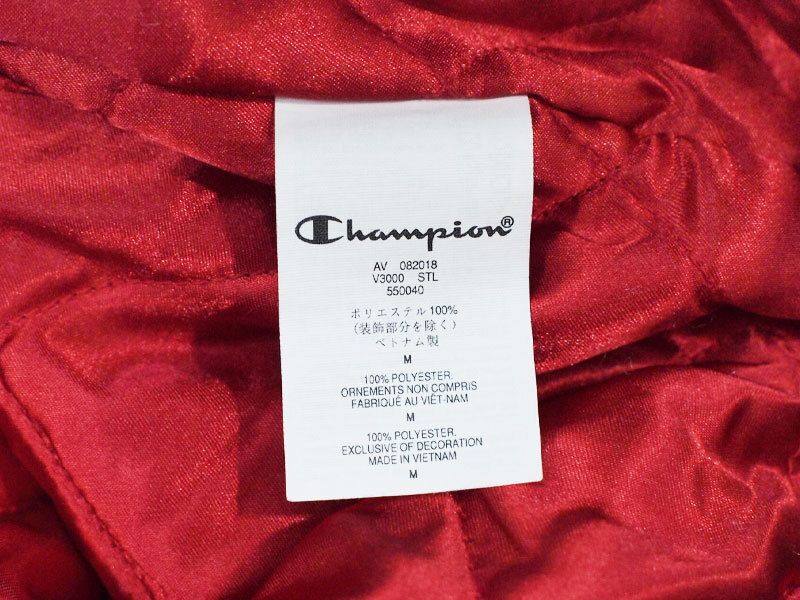 Champion®
AV 082018
V3000 STL
550040
ポリエステル100%
(装飾部分を除く)
ベトナム製
M
100% POLYESTER.
ORNEMENTS NON COMPRIS
FABRIQUÉ AU VIÊT-NAM
M
100% POLYESTER.
EXCLUSIVE OF DECORATION
MADE IN VIETNAM
M